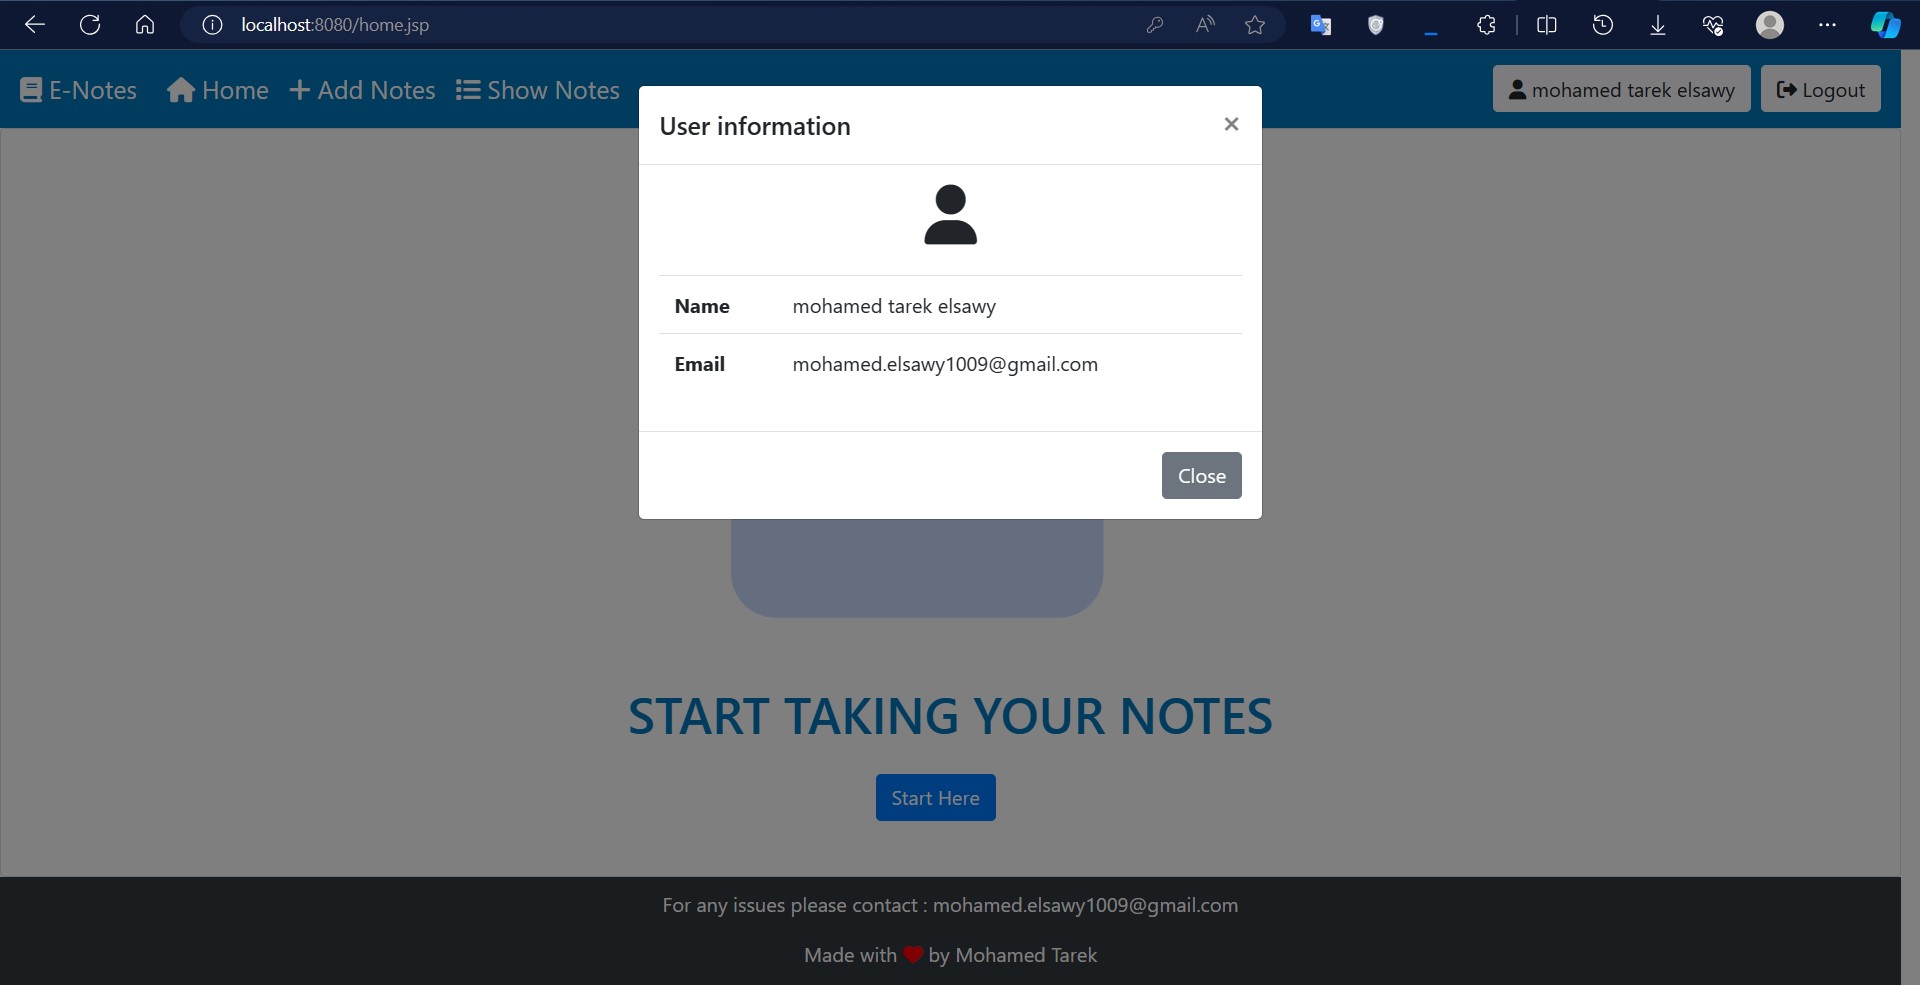 localhost:8080/home.jsp
E-Notes Home Add Notes Show Notes mohamed tarek elsawy Logout
User information ×
Name mohamed tarek elsawy
Email mohamed.elsawy1009@gmail.com
Close
START TAKING YOUR NOTES
Start Here
For any issues please contact : mohamed.elsawy1009@gmail.com
Made with ❤ by Mohamed Tarek